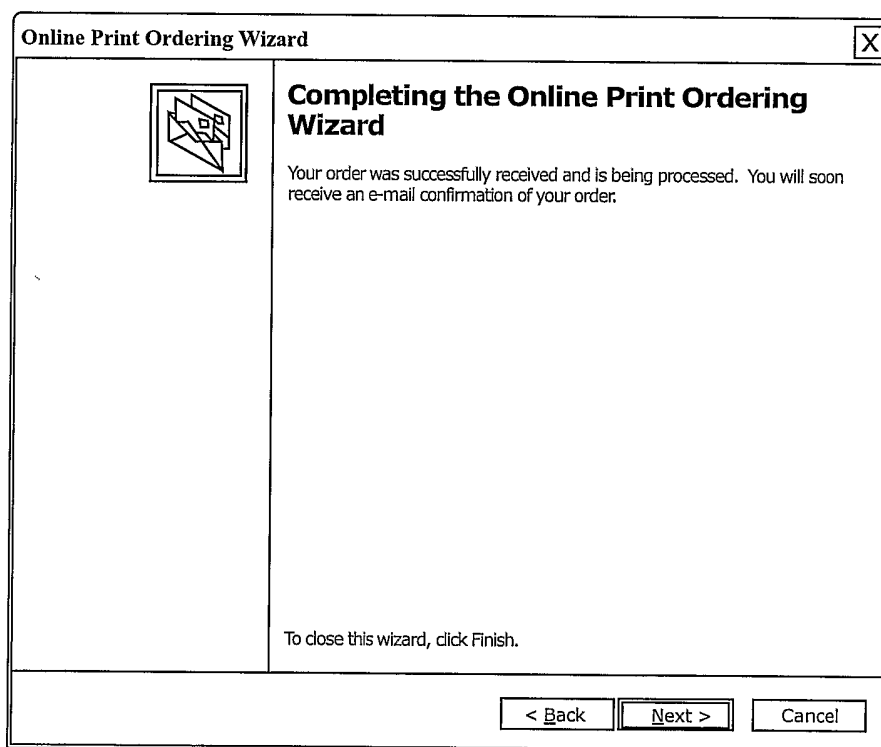 Online Print Ordering Wizard
X
Completing the Online Print Ordering
Wizard
Your order was successfully received and is being processed. You will soon
receive an e-mail confirmation of your order.
To close this wizard, click Finish.
< Back
Next >
Cancel